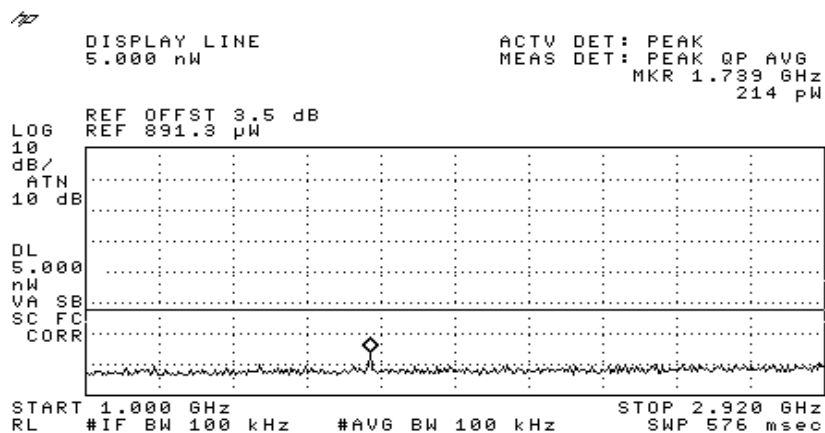 hp
DISPLAY LINE
5.000 nW
ACTV DET: PEAK
MEAS DET: PEAK QP AVG
MKR 1.739 GHz
214 pW
REF OFFST 3.5 dB
LOG REF 891.3 µW
10
dB/
ATN
10 dB
DL
5.000
nW
VA SB
SC FC
CORR
START 1.000 GHz STOP 2.920 GHz
RL #IF BW 100 kHz #AVG BW 100 kHz SWP 576 msec